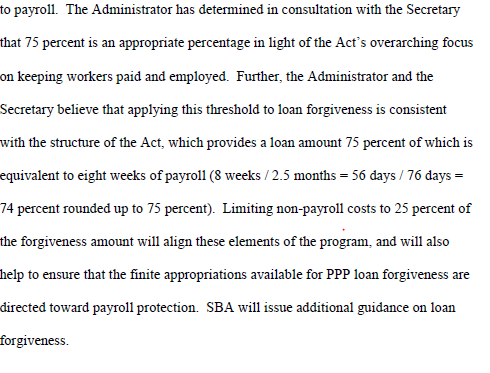 to payroll.  The Administrator has determined in consultation with the Secretary
that 75 percent is an appropriate percentage in light of the Act's overarching focus
on keeping workers paid and employed.  Further, the Administrator and the
Secretary believe that applying this threshold to loan forgiveness is consistent
with the structure of the Act, which provides a loan amount 75 percent of which is
equivalent to eight weeks of payroll (8 weeks / 2.5 months = 56 days / 76 days =
74 percent rounded up to 75 percent).  Limiting non-payroll costs to 25 percent of
the forgiveness amount will align these elements of the program, and will also
help to ensure that the finite appropriations available for PPP loan forgiveness are
directed toward payroll protection.  SBA will issue additional guidance on loan
forgiveness.